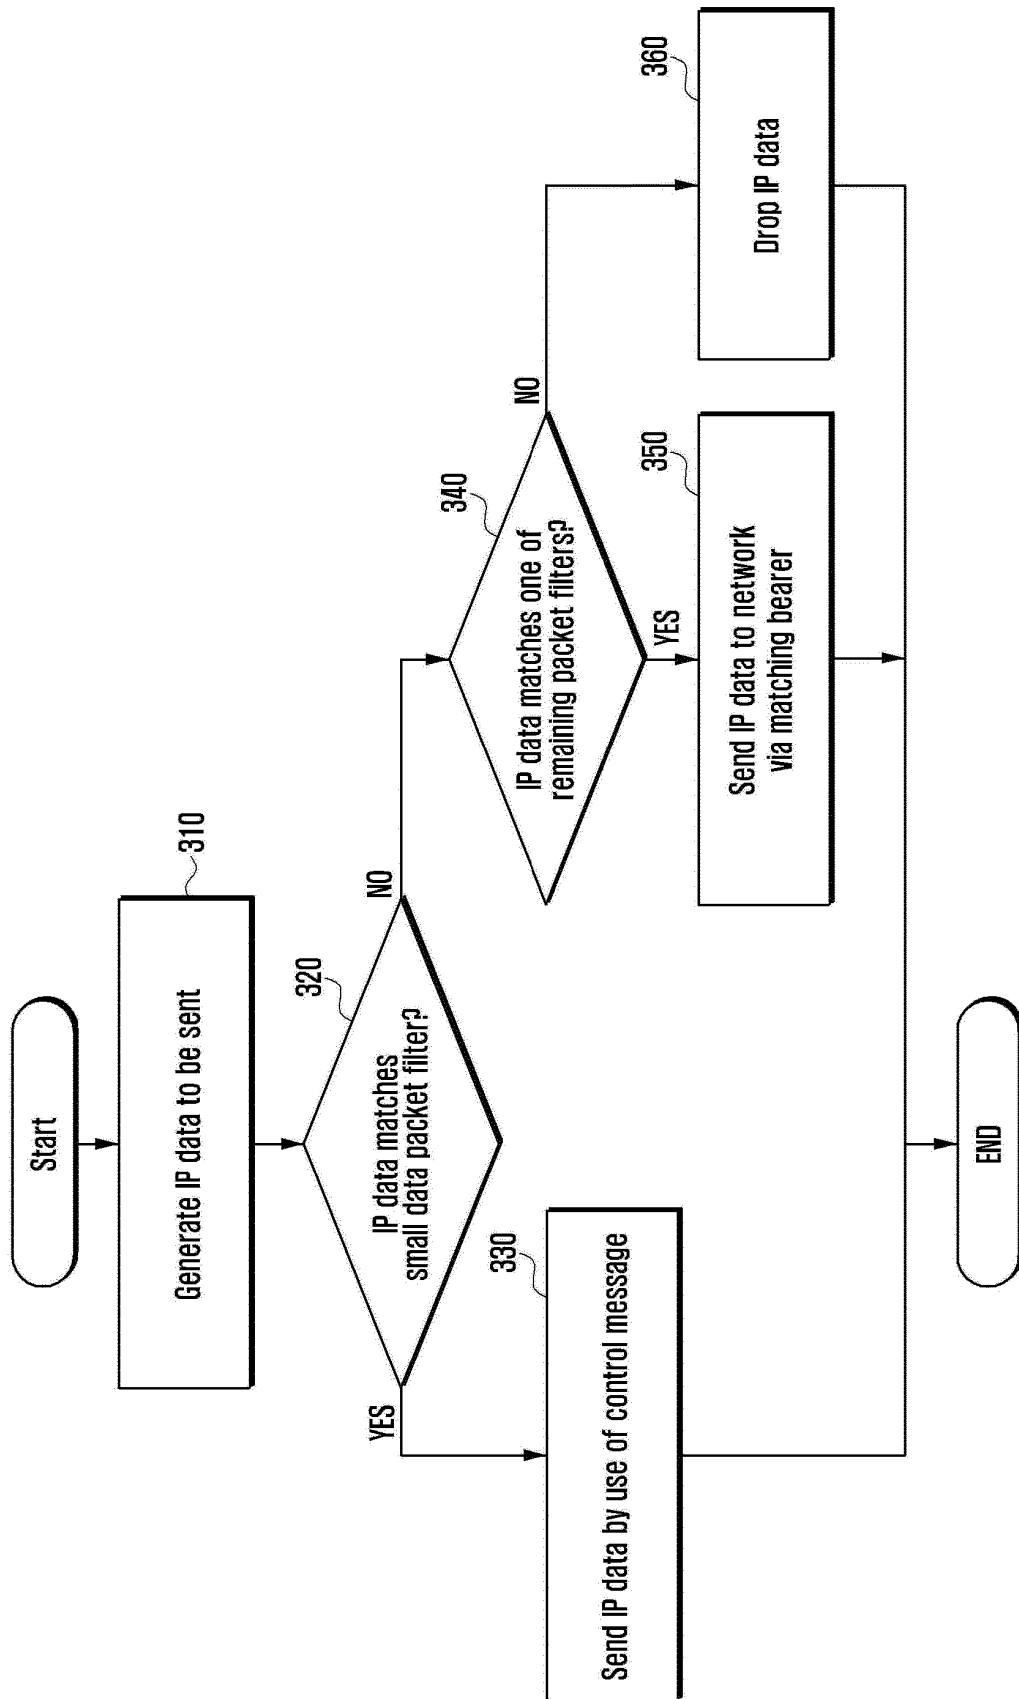 Start
310
Generate IP data to be sent
320
IP data matches
small data packet filter?
YES
NO
330
Send IP data by use of control message
340
IP data matches one of
remaining packet filters?
NO
YES
350
Send IP data to network
via matching bearer
360
Drop IP data
END